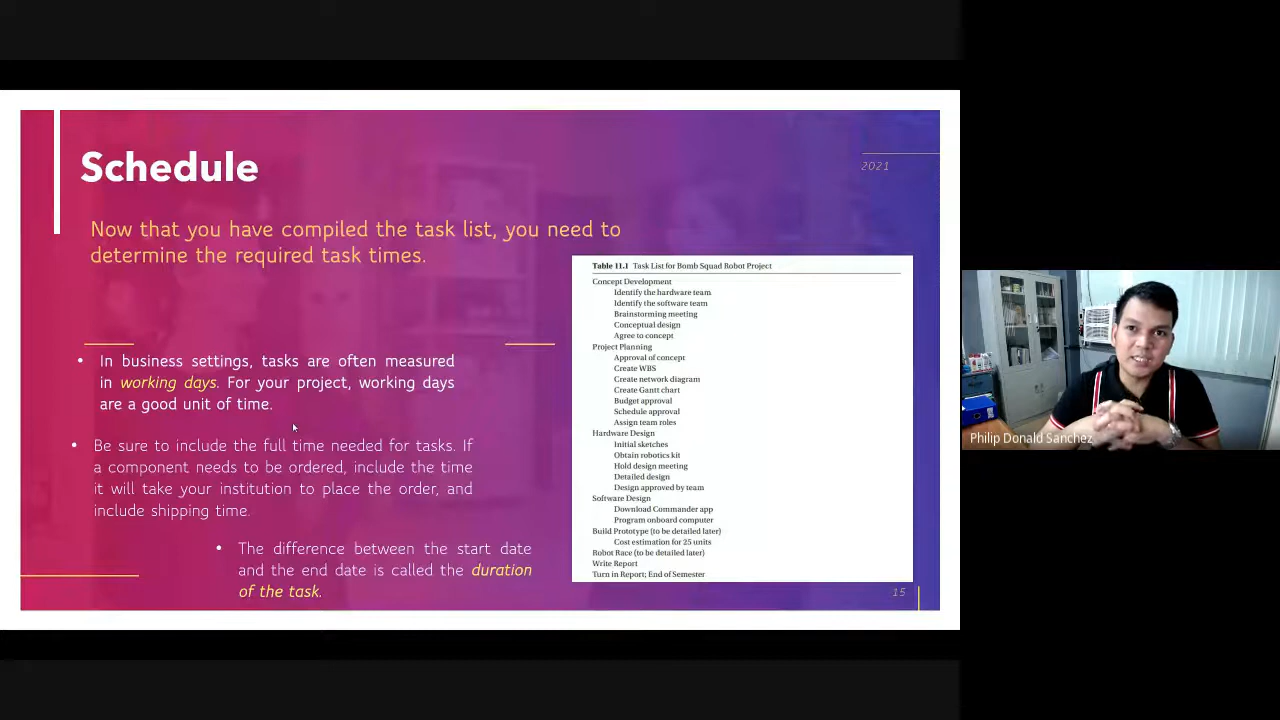 Schedule
2021
Now that you have compiled the task list, you need to
determine the required task times.
• In business settings, tasks are often measured
in working days. For your project, working days
are a good unit of time.
• Be sure to include the full time needed for tasks. If
a component needs to be ordered, include the time
it will take your institution to place the order, and
include shipping time.
• The difference between the start date
and the end date is called the duration
of the task.
Table 11.1 Task List for Bomb Squad Robot Project
Concept Development
Identify the hardware team
Identify the software team
Brainstorming meeting
Conceptual design
Agree to concept
Project Planning
Approval of concept
Create WBS
Create network diagram
Create Gantt chart
Budget approval
Schedule approval
Assign team roles
Hardware Design
Initial sketches
Obtain robotics kit
Hold design meeting
Detailed design
Design approved by team
Software Design
Download Commander app
Program onboard computer
Build Prototype (to be detailed later)
Cost estimation for 25 units
Robot Race (to be detailed later)
Write Report
Turn in Report; End of Semester
15
Philip Donald Sanchez